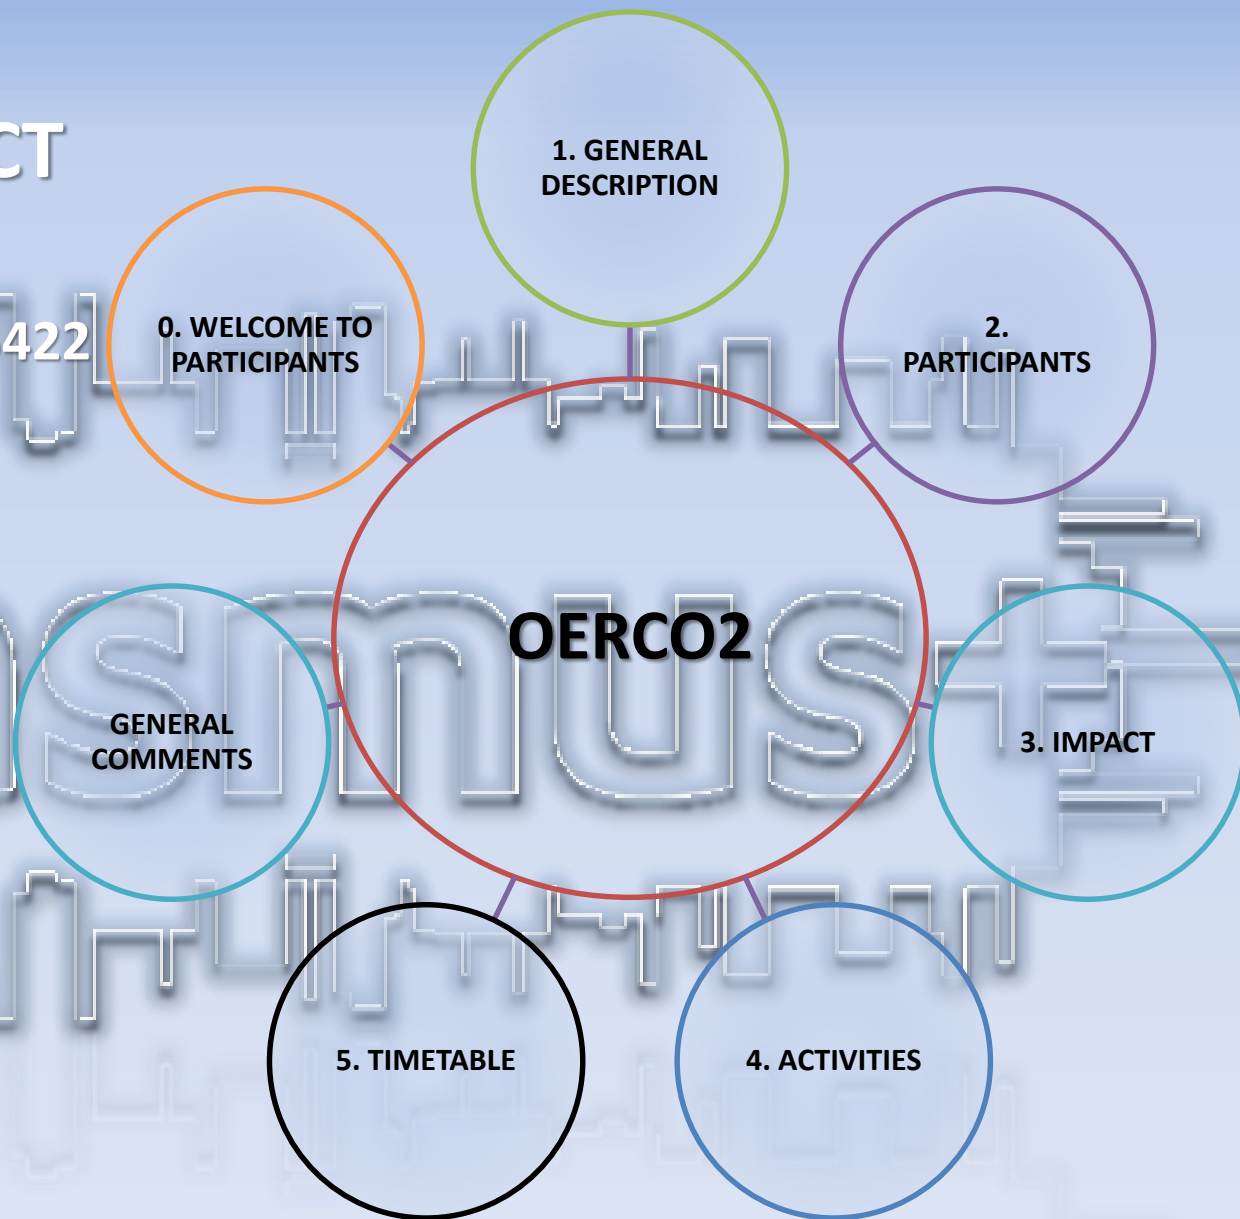 CT
1. GENERAL
DESCRIPTION
422
0. WELCOME TO
PARTICIPANTS
2.
PARTICIPANTS
OERCO2
smus+
GENERAL
COMMENTS
3. IMPACT
5. TIMETABLE
4. ACTIVITIES